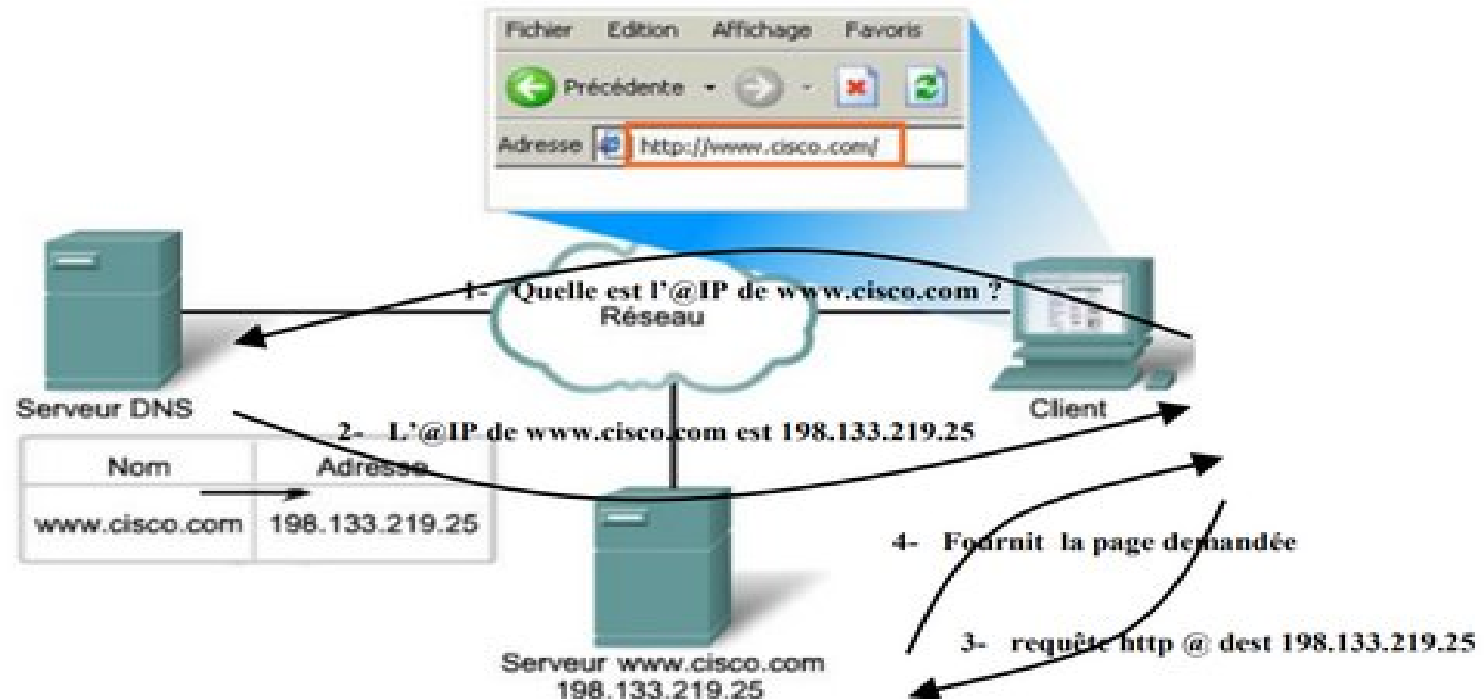 Fichier Edition Affichage Favoris
Précédente
Adresse http://www.cisco.com/
1- Quelle est l'@IP de www.cisco.com ?
Réseau
Serveur DNS
Client
2- L'@IP de www.cisco.com est 198.133.219.25
Nom Adresse
www.cisco.com 198.133.219.25
4- Fournit la page demandée
3- requête http @ dest 198.133.219.25
Serveur www.cisco.com
198.133.219.25